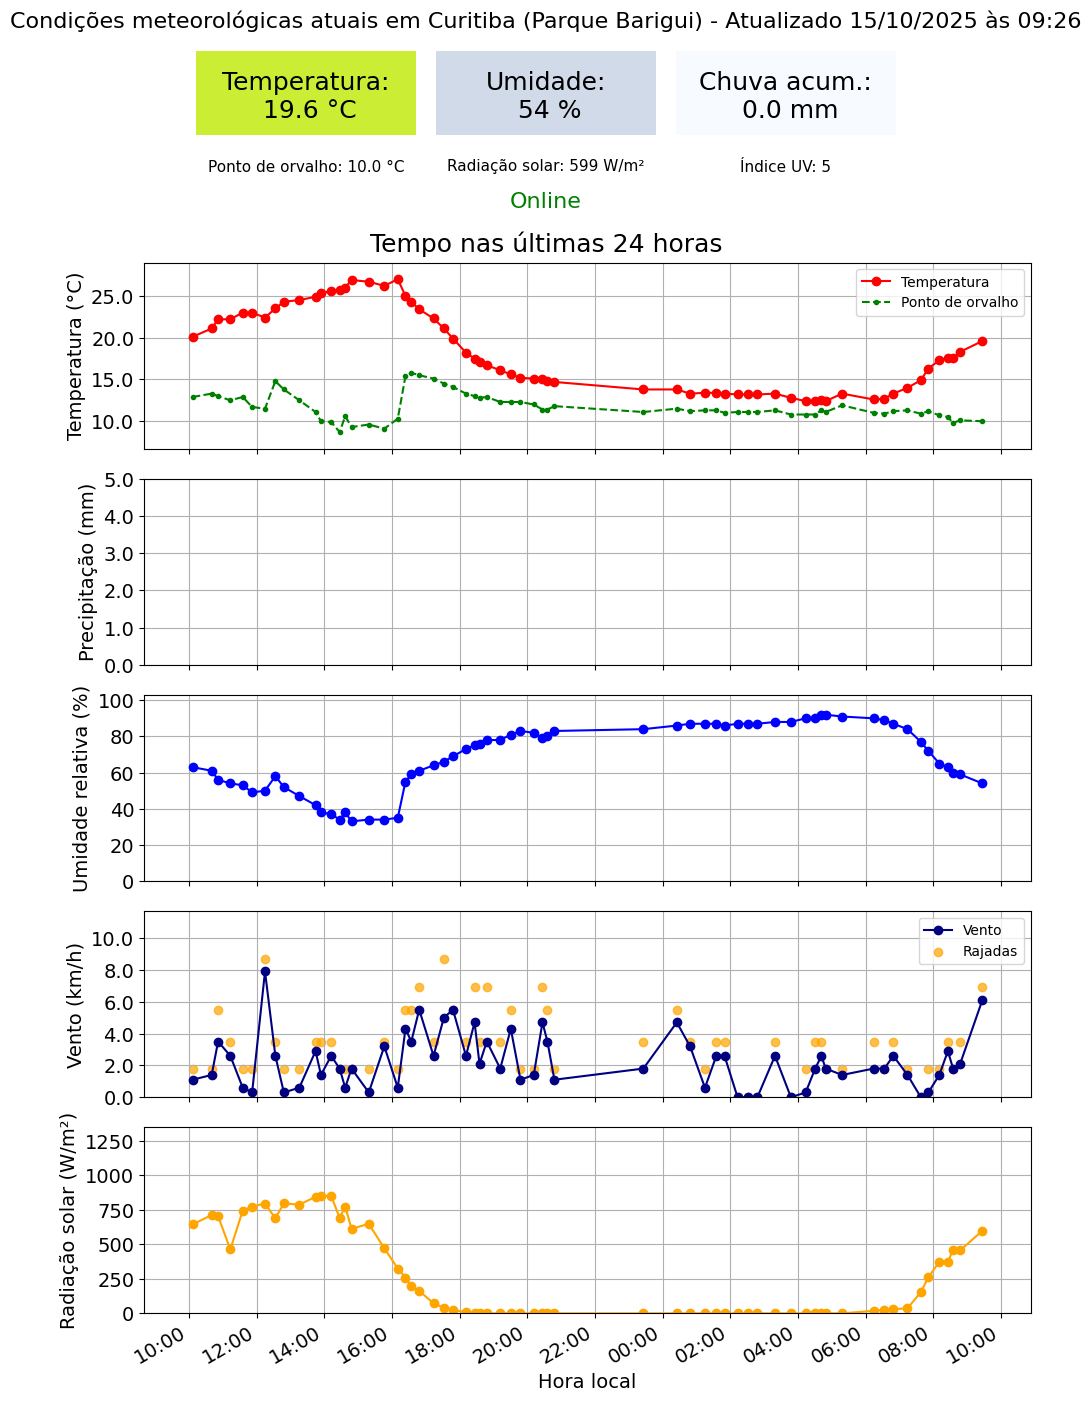 Condições meteorológicas atuais em Curitiba (Parque Barigui) - Atualizado 15/10/2025 às 09:26
Temperatura:
19.6 °C
Umidade:
54 %
Chuva acum.:
0.0 mm
Ponto de orvalho: 10.0 °C
Radiação solar: 599 W/m²
Índice UV: 5
Online
Tempo nas últimas 24 horas
Temperatura (°C)
25.0
20.0
15.0
10.0
Temperatura
Ponto de orvalho
Precipitação (mm)
5.0
4.0
3.0
2.0
1.0
0.0
Umidade relativa (%)
100
80
60
40
20
0
Vento (km/h)
10.0
8.0
6.0
4.0
2.0
0.0
Vento
Rajadas
Radiação solar (W/m²)
1250
1000
750
500
250
0
10:00
12:00
14:00
16:00
18:00
20:00
22:00
00:00
02:00
04:00
06:00
08:00
10:00
Hora local